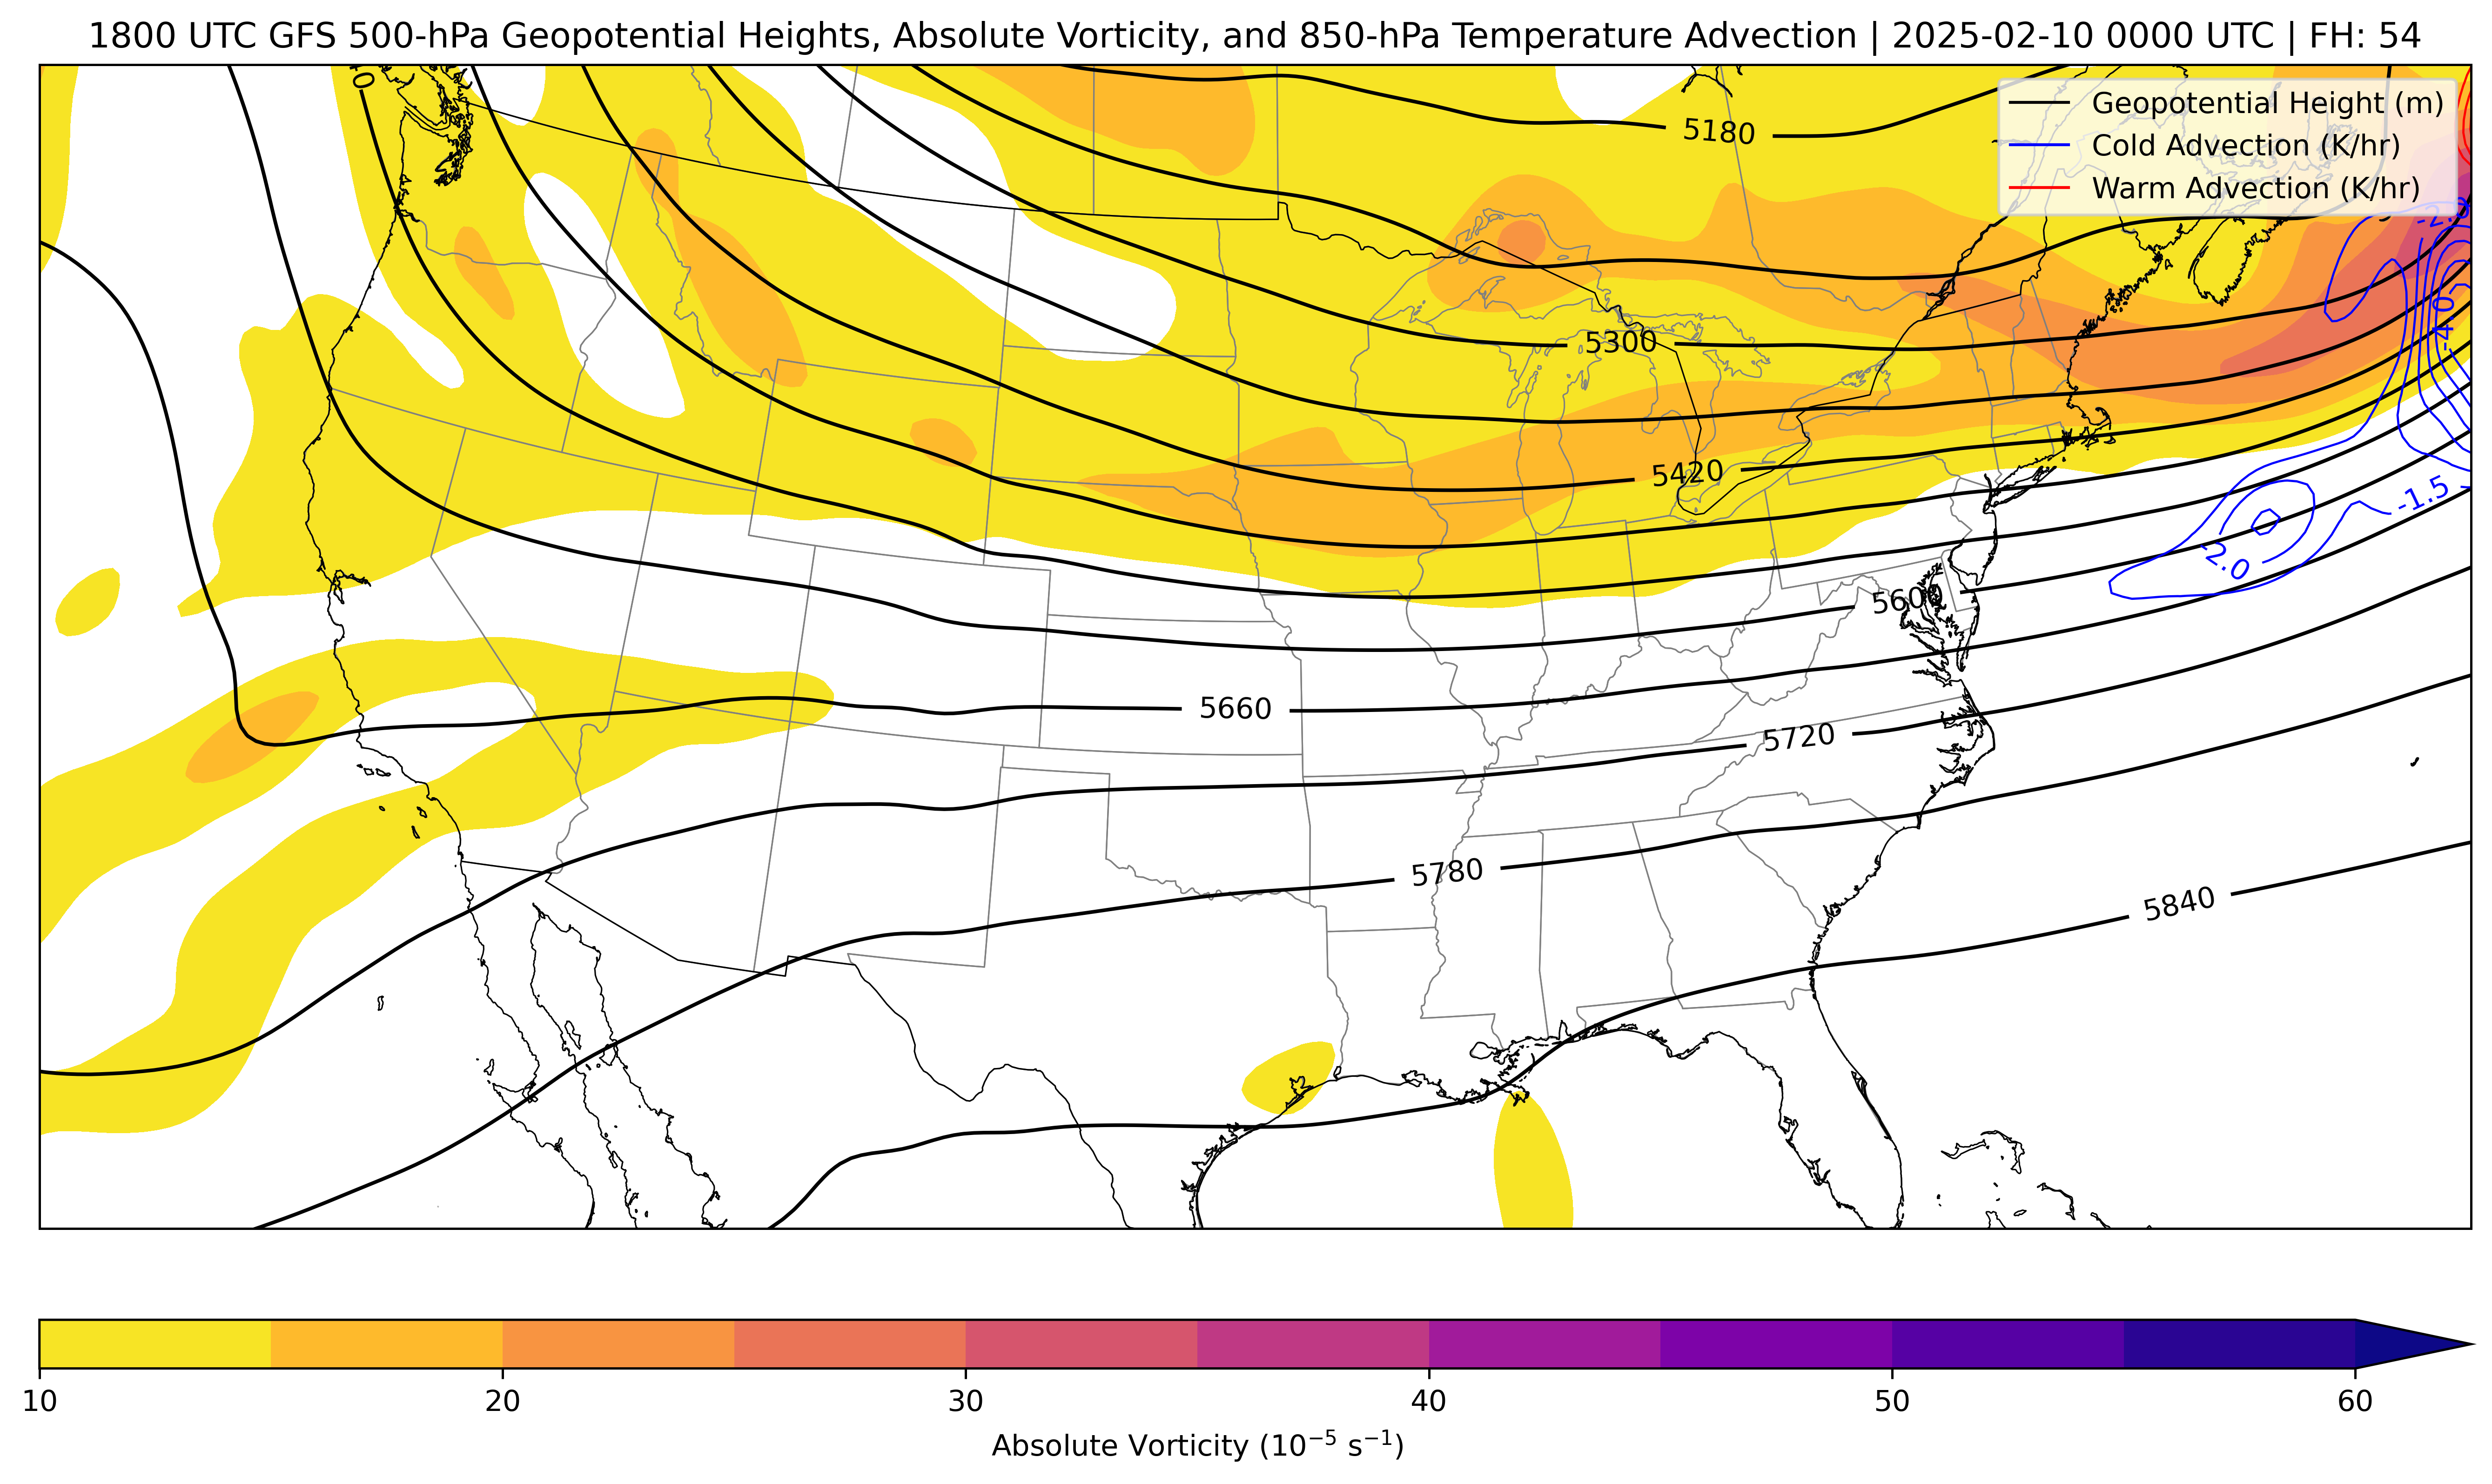 1800 UTC GFS 500-hPa Geopotential Heights, Absolute Vorticity, and 850-hPa Temperature Advection | 2025-02-10 0000 UTC | FH: 54
Geopotential Height (m)
Cold Advection (K/hr)
Warm Advection (K/hr)
5180
-2.0
-4.0
5300
5420
-1.5
-2.0
5600
5660
5720
5780
5840
10 20 30 40 50 60
Absolute Vorticity (10⁻⁵ s⁻¹)